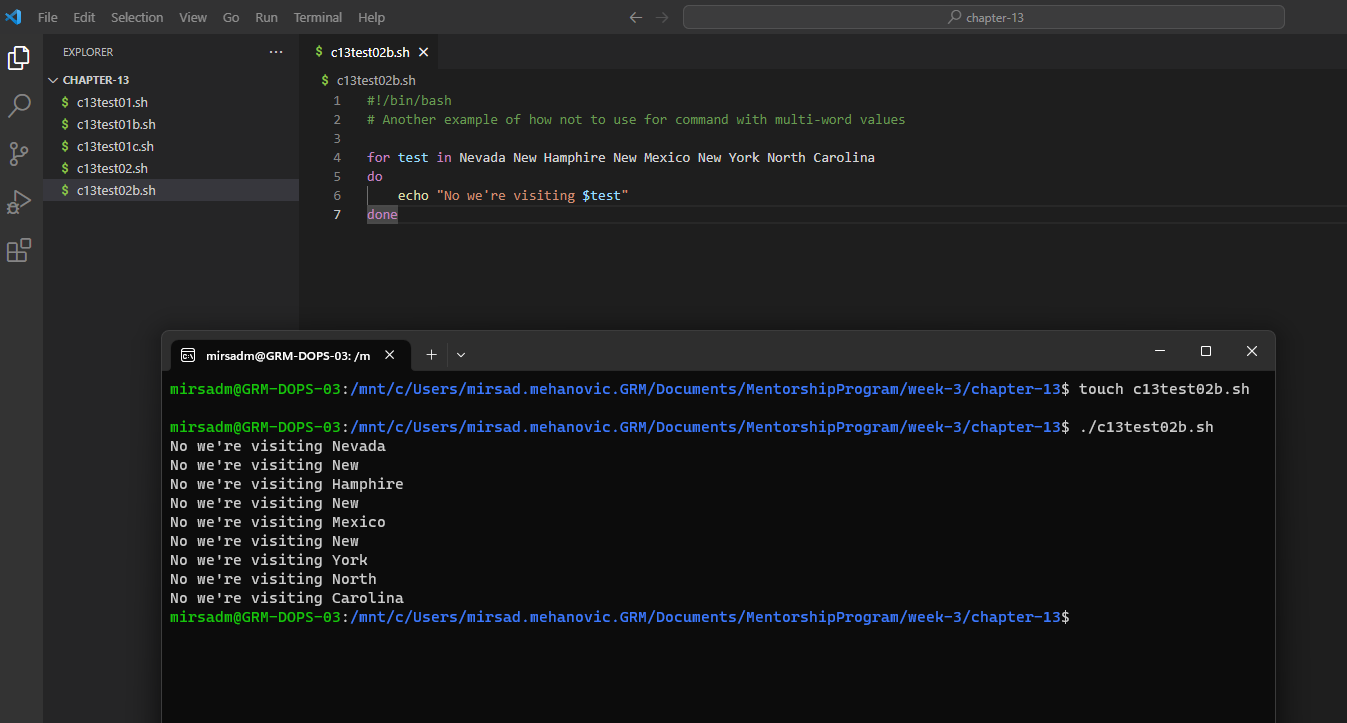 File Edit Selection View Go Run Terminal Help
chapter-13
EXPLORER
CHAPTER-13
$ c13test01.sh
$ c13test01b.sh
$ c13test01c.sh
$ c13test02.sh
$ c13test02b.sh
$ c13test02b.sh
$ c13test02b.sh
1 #!/bin/bash
2 # Another example of how not to use for command with multi-word values
3
4 for test in Nevada New Hamphire New Mexico New York North Carolina
5 do
6 echo "No we're visiting $test"
7 done
mirsadm@GRM-DOPS-03: /m
mirsadm@GRM-DOPS-03:/mnt/c/Users/mirsad.mehanovic.GRM/Documents/MentorshipProgram/week-3/chapter-13$ touch c13test02b.sh
mirsadm@GRM-DOPS-03:/mnt/c/Users/mirsad.mehanovic.GRM/Documents/MentorshipProgram/week-3/chapter-13$ ./c13test02b.sh
No we're visiting Nevada
No we're visiting New
No we're visiting Hamphire
No we're visiting New
No we're visiting Mexico
No we're visiting New
No we're visiting York
No we're visiting North
No we're visiting Carolina
mirsadm@GRM-DOPS-03:/mnt/c/Users/mirsad.mehanovic.GRM/Documents/MentorshipProgram/week-3/chapter-13$